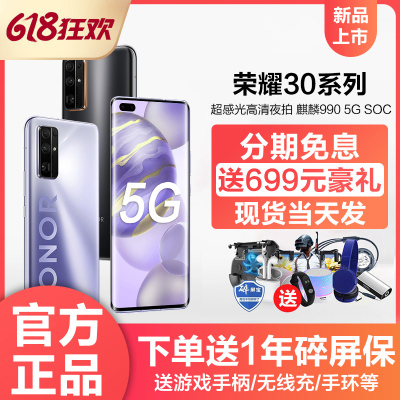 618狂欢
新品
上市
荣耀30系列
超感光高清夜拍 麒麟990 5G SOC
分期免息
送699元豪礼
现货当天发
5G
HONOR
送
官方
正品
下单送1年碎屏保
送游戏手柄/无线充/手环等